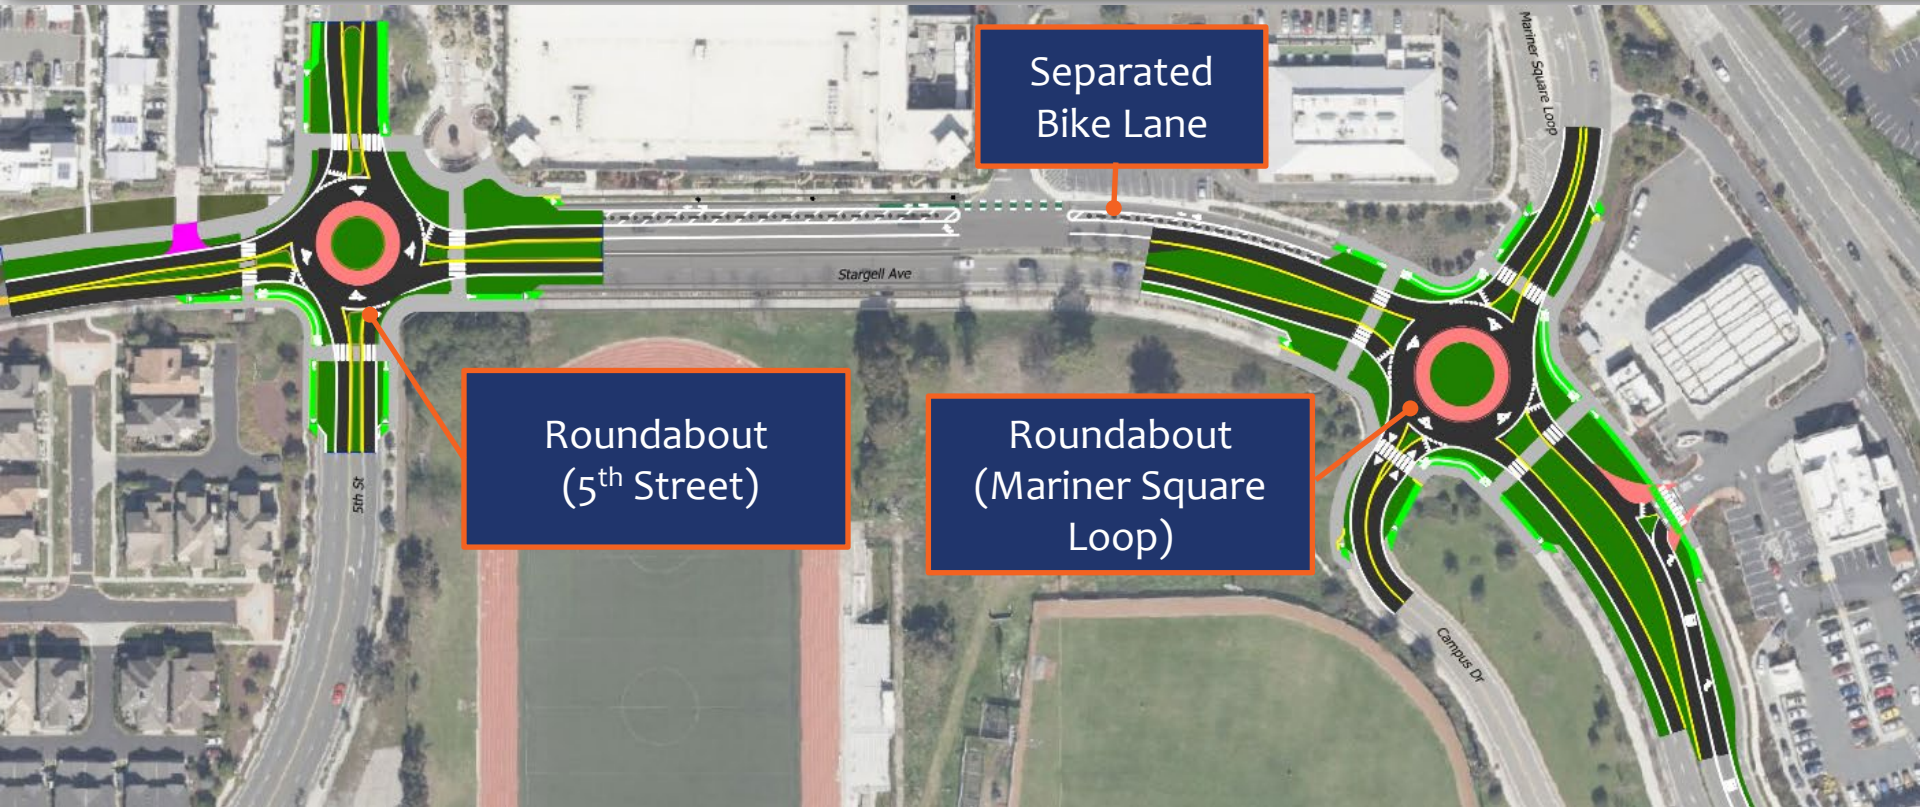 Mariner Square Loop
Separated
Bike Lane
Stargell Ave
Roundabout
(5th Street)
Roundabout
(Mariner Square
Loop)
5th St
Campus Dr